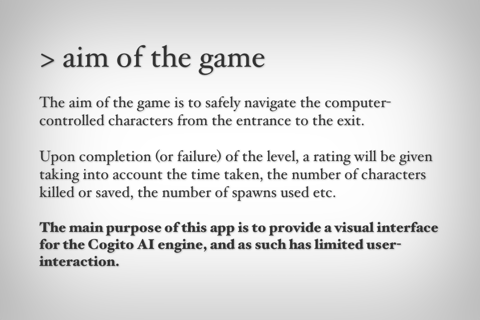 > aim of the game
The aim of the game is to safely navigate the computer-
controlled characters from the entrance to the exit.
Upon completion (or failure) of the level, a rating will be given
taking into account the time taken, the number of characters
killed or saved, the number of spawns used etc.
The main purpose of this app is to provide a visual interface
for the Cogito AI engine, and as such has limited user-
interaction.